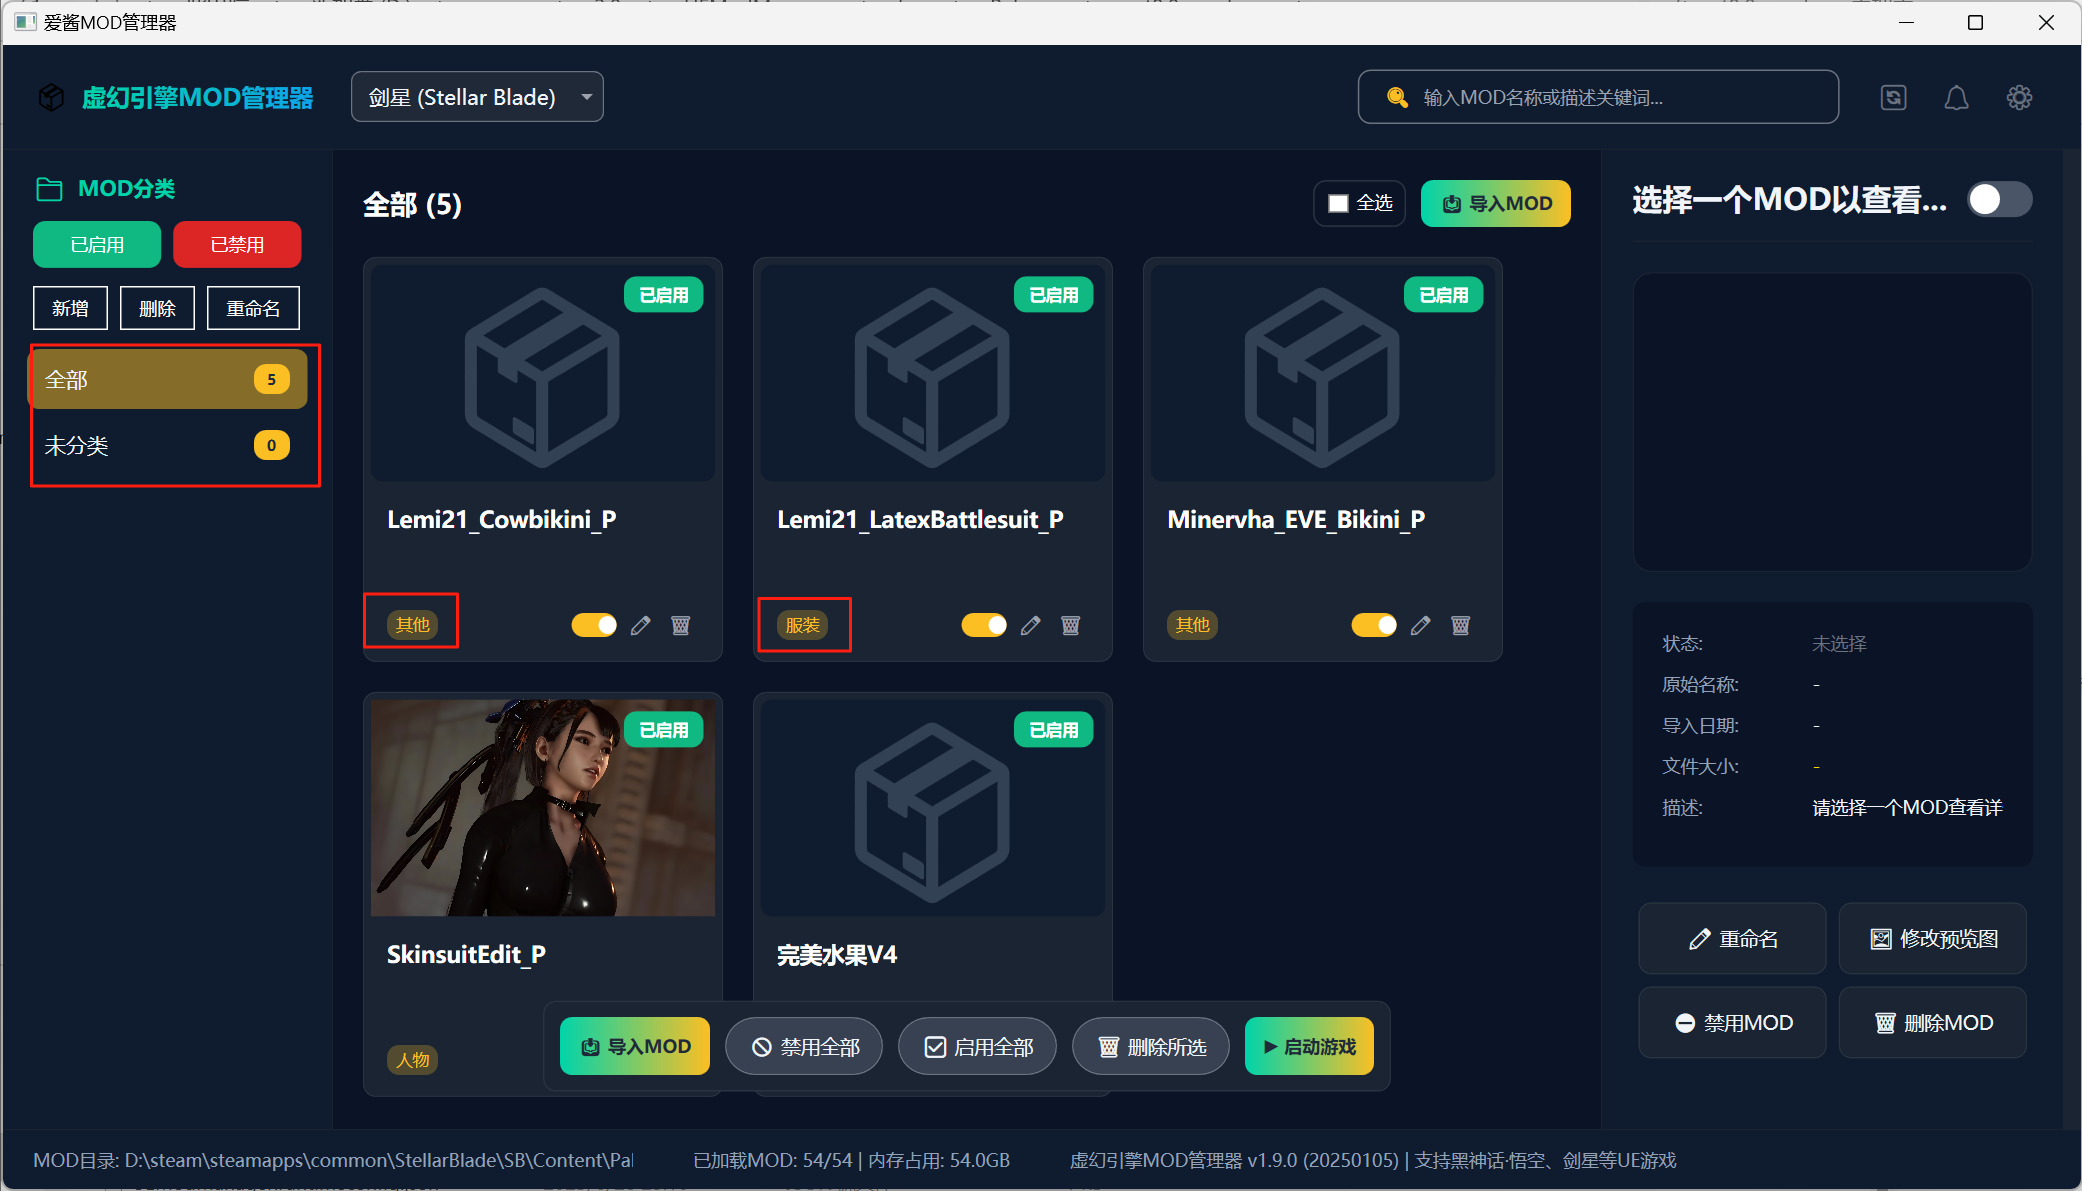 爱酱MOD管理器
虚幻引擎MOD管理器
剑星 (Stellar Blade)
输入MOD名称或描述关键词...
MOD分类
已启用
已禁用
新增
删除
重命名
全部
5
未分类
0
全部 (5)
全选
导入MOD
已启用
Lemi21_Cowbikini_P
其他
已启用
Lemi21_LatexBattlesuit_P
服装
已启用
Minervha_EVE_Bikini_P
其他
已启用
SkinsuitEdit_P
人物
已启用
完美水果V4
导入MOD
禁用全部
启用全部
删除所选
启动游戏
选择一个MOD以查看...
状态:
未选择
原始名称:
-
导入日期:
-
文件大小:
-
描述:
请选择一个MOD查看详
重命名
修改预览图
禁用MOD
删除MOD
MOD目录: D:\steam\steamapps\common\StellarBlade\SB\Content\Pa
已加载MOD: 54/54 | 内存占用: 54.0GB
虚幻引擎MOD管理器 v1.9.0 (20250105) | 支持黑神话·悟空、剑星等UE游戏